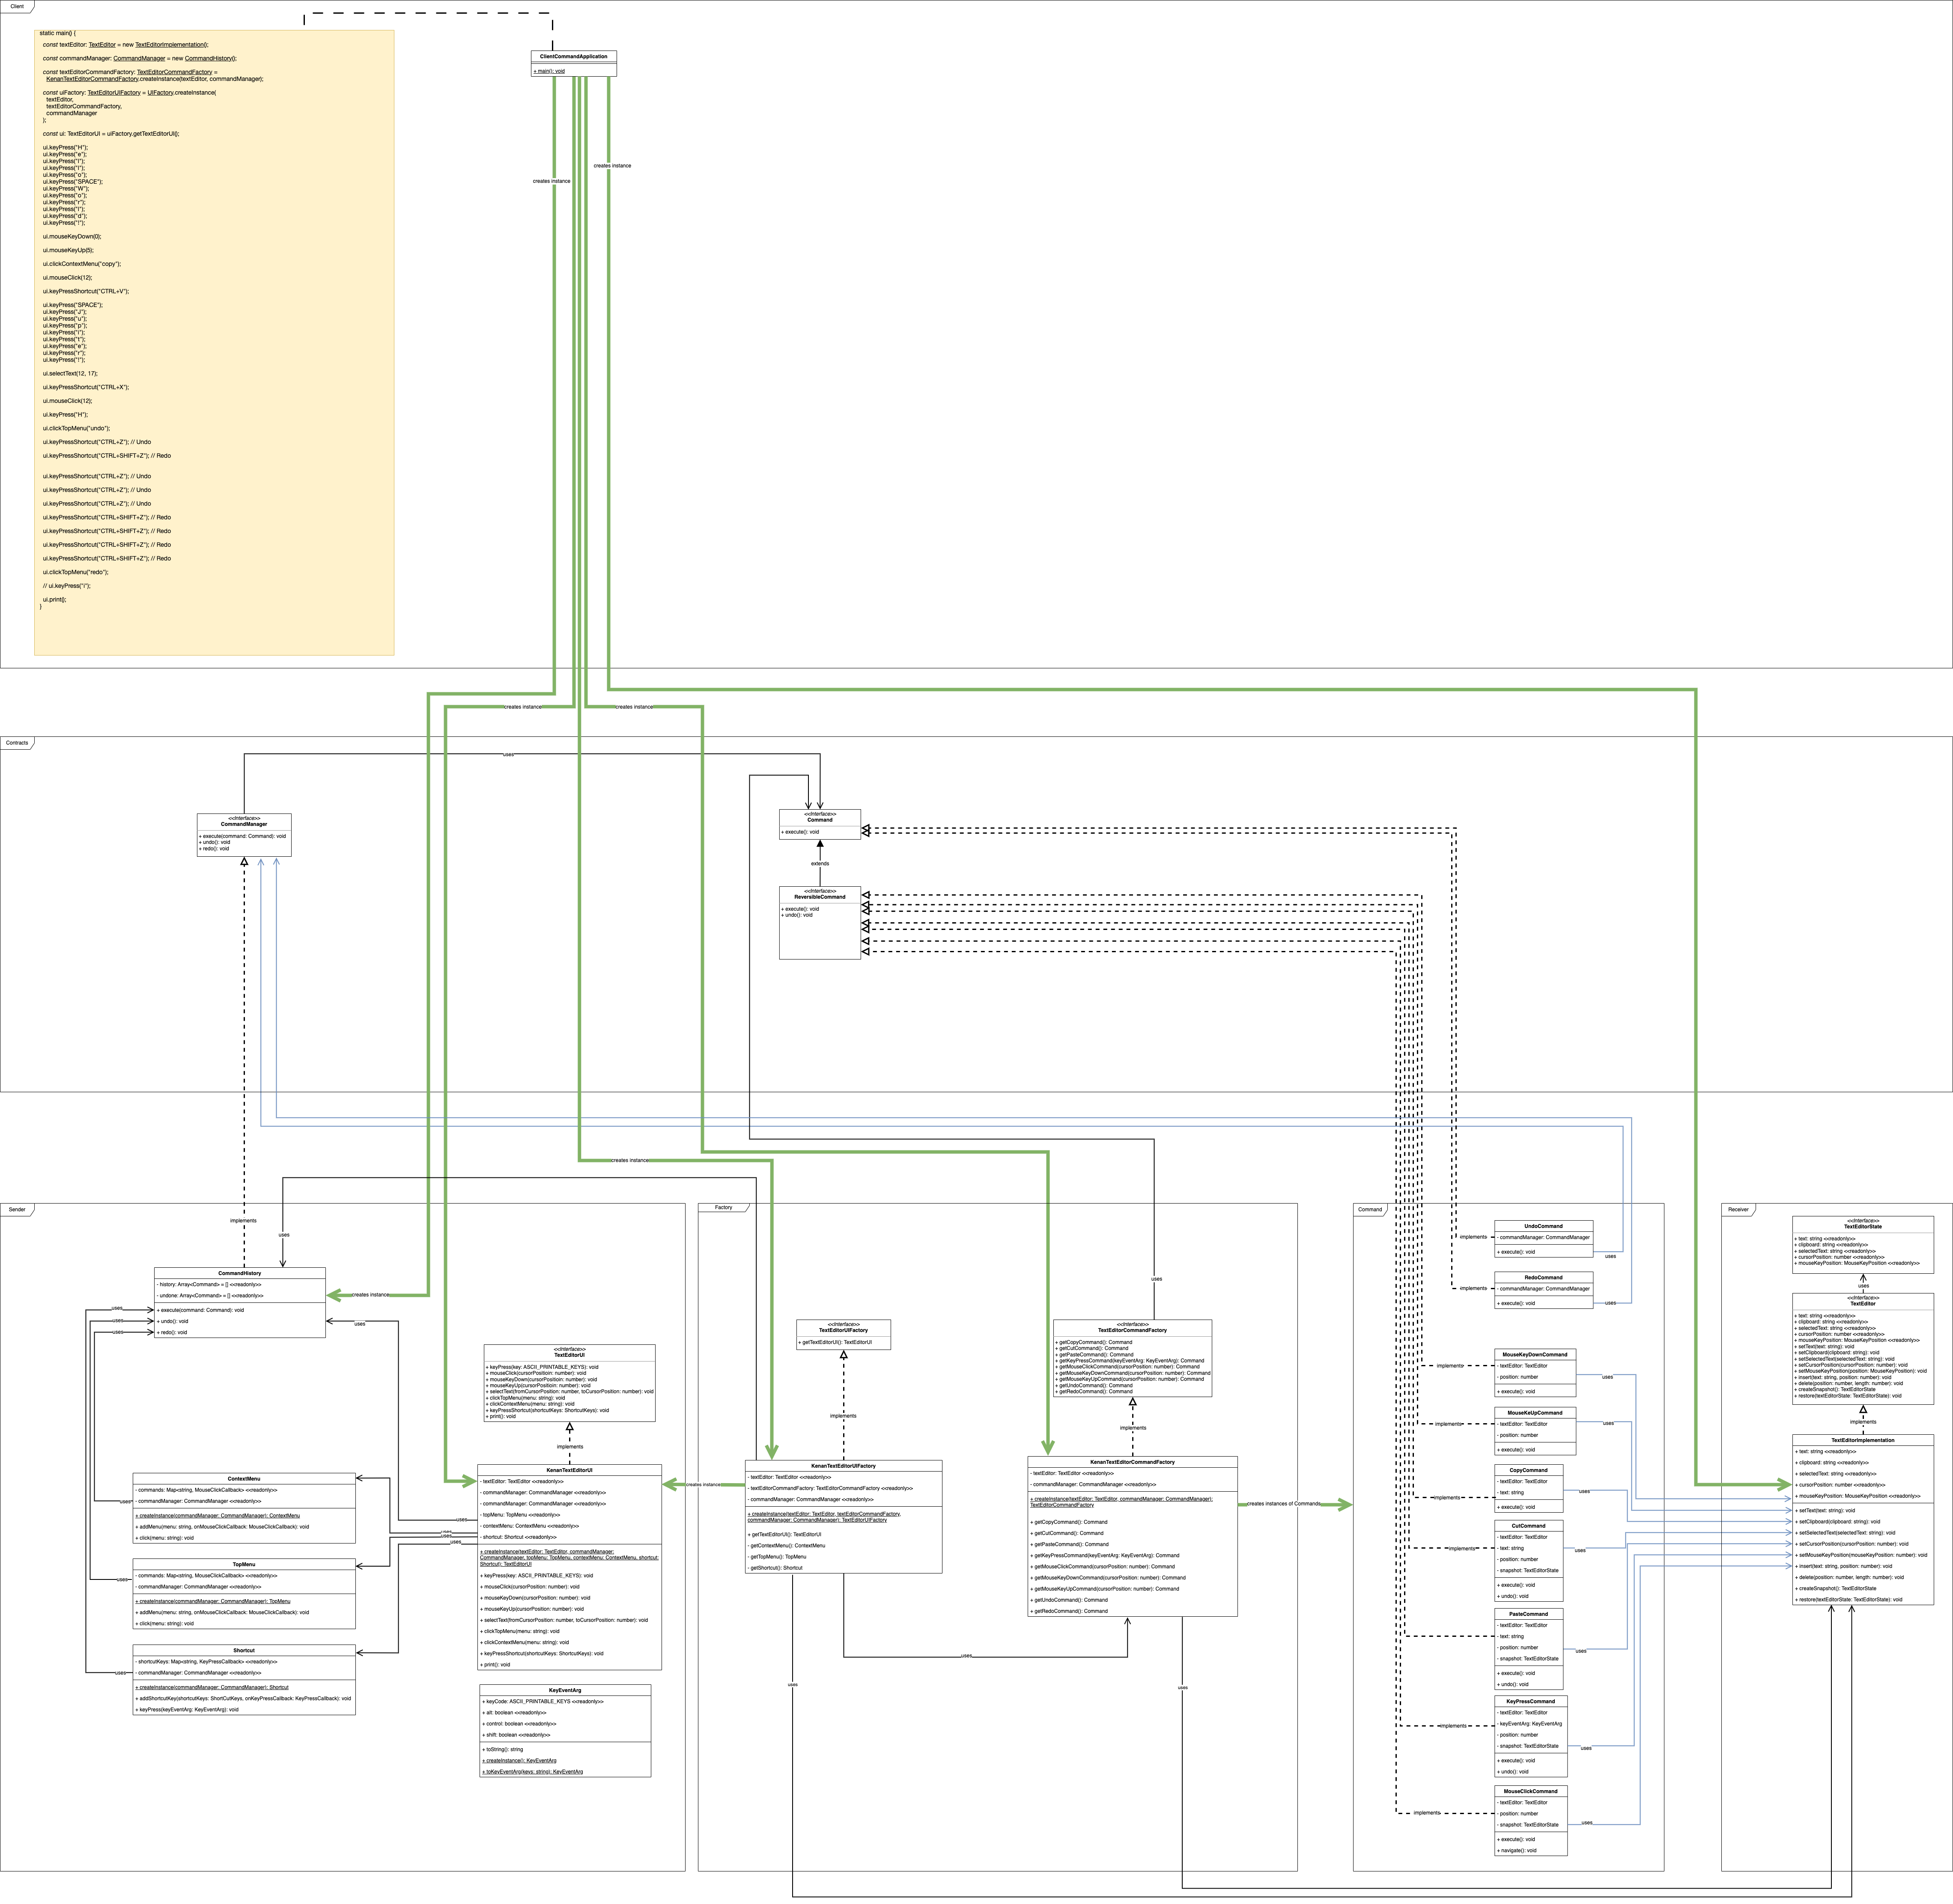 Client
static main() {
const textEditor: TextEditor = new TextEditorImplementation();
const commandManager: CommandManager = new CommandHistory();
const textEditorCommandFactory: TextEditorCommandFactory =
KenanTextEditorCommandFactory.createInstance(textEditor, commandManager);
const uiFactory: TextEditorUIFactory = UiFactory.createInstance(
textEditor,
textEditorCommandFactory,
commandManager
);
const ui: TextEditorUI = uiFactory.getTextEditorUI();
ui.keyPress("H");
ui.keyPress("e");
ui.keyPress("l");
ui.keyPress("l");
ui.keyPress("o");
ui.keyPress("SPACE");
ui.keyPress("W");
ui.keyPress("o");
ui.keyPress("r");
ui.keyPress("l");
ui.keyPress("d");
ui.keyPress("!");
ui.mouseKeyDown(0);
ui.mouseKeyUp(5);
ui.clickContextMenu("copy");
ui.mouseClick(12);
ui.keyPressShortcut("CTRL+V");
ui.keyPress("SPACE");
ui.keyPress("J");
ui.keyPress("u");
ui.keyPress("p");
ui.keyPress("i");
ui.keyPress("t");
ui.keyPress("e");
ui.keyPress("r");
ui.keyPress("!");
ui.selectText(12, 17);
ui.keyPressShortcut("CTRL+X");
ui.mouseClick(12);
ui.keyPress("H");
ui.clickTopMenu("undo");
ui.keyPressShortcut("CTRL+Z"); // Undo
ui.keyPressShortcut("CTRL+SHIFT+Z"); // Redo
ui.keyPressShortcut("CTRL+Z"); // Undo
ui.keyPressShortcut("CTRL+Z"); // Undo
ui.keyPressShortcut("CTRL+Z"); // Undo
ui.keyPressShortcut("CTRL+SHIFT+Z"); // Redo
ui.keyPressShortcut("CTRL+SHIFT+Z"); // Redo
ui.keyPressShortcut("CTRL+SHIFT+Z"); // Redo
ui.keyPressShortcut("CTRL+SHIFT+Z"); // Redo
ui.clickTopMenu("redo");
// ui.keyPress("i");
ui.print();
}
ClientCommandApplication
+ main(): void
creates instance
creates instance
creates instance
creates instance
Contracts
uses
<<Interface>>
CommandManager
+ execute(command: Command): void
+ undo(): void
+ redo(): void
<<Interface>>
Command
+ execute(): void
extends
<<Interface>>
ReversibleCommand
+ execute(): void
+ undo(): void
creates instance
Sender
implements
uses
CommandHistory
- history: Array<Command> = [] <<readonly>>
- undone: Array<Command> = [] <<readonly>>
+ execute(command: Command): void
+ undo(): void
+ redo(): void
creates instance
uses
uses
uses
uses
<<Interface>>
TextEditorUI
+ keyPress(key: ASCII_PRINTABLE_KEYS): void
+ mouseClick(cursorPosition: number): void
+ mouseKeyDown(cursorPosition: number): void
+ mouseKeyUp(cursorPosition: number): void
+ selectText(fromCursorPosition: number, toCursorPosition: number): void
+ clickTopMenu(menu: string): void
+ clickContextMenu(menu: string): void
+ keyPressShortcut(shortcutKeys: ShortcutKeys): void
+ print(): void
implements
KenanTextEditorUI
- textEditor: TextEditor <<readonly>>
- commandManager: CommandManager <<readonly>>
- commandManager: CommandManager <<readonly>>
- topMenu: TopMenu <<readonly>>
- contextMenu: ContextMenu <<readonly>>
- shortcut: Shortcut <<readonly>>
+ createInstance(textEditor: TextEditor, commandManager:
CommandManager, topMenu: TopMenu, contextMenu: ContextMenu, shortcut:
Shortcut): TextEditorUI
+ keyPress(key: ASCII_PRINTABLE_KEYS): void
+ mouseClick(cursorPosition: number): void
+ mouseKeyDown(cursorPosition: number): void
+ mouseKeyUp(cursorPosition: number): void
+ selectText(fromCursorPosition: number, toCursorPosition: number): void
+ clickTopMenu(menu: string): void
+ clickContextMenu(menu: string): void
+ keyPressShortcut(shortcutKeys: ShortcutKeys): void
+ print(): void
ContextMenu
- commands: Map<string, MouseClickCallback> <<readonly>>
- commandManager: CommandManager <<readonly>>
+ createInstance(commandManager: CommandManager): ContextMenu
+ addMenu(menu: string, onMouseClickCallback: MouseClickCallback): void
+ click(menu: string): void
uses
uses
uses
uses
uses
TopMenu
- commands: Map<string, MouseClickCallback> <<readonly>>
- commandManager: CommandManager <<readonly>>
+ createInstance(commandManager: CommandManager): TopMenu
+ addMenu(menu: string, onMouseClickCallback: MouseClickCallback): void
+ click(menu: string): void
uses
Shortcut
- shortcutKeys: Map<string, KeyPressCallback> <<readonly>>
- commandManager: CommandManager <<readonly>>
+ createInstance(commandManager: CommandManager): Shortcut
+ addShortcutKey(shortcutKeys: ShortCutKeys, onKeyPressCallback: KeyPressCallback): void
+ keyPress(keyEventArg: KeyEventArg): void
uses
KeyEventArg
+ keyCode: ASCII_PRINTABLE_KEYS <<readonly>>
+ alt: boolean <<readonly>>
+ control: boolean <<readonly>>
+ shift: boolean <<readonly>>
+ toString(): string
+ createInstance(): KeyEventArg
+ toKeyEventArg(keys: string): KeyEventArg
Factory
<<Interface>>
TextEditorUIFactory
+ getTextEditorUI(): TextEditorUI
implements
creates instance
KenanTextEditorUIFactory
- textEditor: TextEditor <<readonly>>
- textEditorCommandFactory: TextEditorCommandFactory <<readonly>>
- commandManager: CommandManager <<readonly>>
+ createInstance(textEditor: TextEditor, textEditorCommandFactory,
commandManager: CommandManager): TextEditorUIFactory
+ getTextEditorUI(): TextEditorUI
- getContextMenu(): ContextMenu
- getTopMenu(): TopMenu
- getShortcut(): Shortcut
uses
uses
uses
<<Interface>>
TextEditorCommandFactory
+ getCopyCommand(): Command
+ getCutCommand(): Command
+ getPasteCommand(): Command
+ getKeyPressCommand(keyEventArg: KeyEventArg): Command
+ getMouseClickCommand(cursorPosition: number): Command
+ getMouseKeyDownCommand(cursorPosition: number): Command
+ getMouseKeyUpCommand(cursorPosition: number): Command
+ getUndoCommand(): Command
+ getRedoCommand(): Command
implements
KenanTextEditorCommandFactory
- textEditor: TextEditor <<readonly>>
- commandManager: CommandManager <<readonly>>
+ createInstance(textEditor: TextEditor, commandManager: CommandManager):
TextEditorCommandFactory
+ getCopyCommand(): Command
+ getCutCommand(): Command
+ getPasteCommand(): Command
+ getKeyPressCommand(keyEventArg: KeyEventArg): Command
+ getMouseClickCommand(cursorPosition: number): Command
+ getMouseKeyDownCommand(cursorPosition: number): Command
+ getMouseKeyUpCommand(cursorPosition: number): Command
+ getUndoCommand(): Command
+ getRedoCommand(): Command
creates instances of Commands
uses
Command
UndoCommand
- commandManager: CommandManager
+ execute(): void
implements
uses
RedoCommand
- commandManager: CommandManager
+ execute(): void
implements
uses
MouseKeyDownCommand
- textEditor: TextEditor
- position: number
+ execute(): void
implements
uses
MouseKeUpCommand
- textEditor: TextEditor
- position: number
+ execute(): void
implements
uses
CopyCommand
- textEditor: TextEditor
- text: string
+ execute(): void
implements
uses
CutCommand
- textEditor: TextEditor
- text: string
- position: number
- snapshot: TextEditorState
+ execute(): void
+ undo(): void
implements
uses
PasteCommand
- textEditor: TextEditor
- text: string
- position: number
- snapshot: TextEditorState
+ execute(): void
+ undo(): void
uses
KeyPressCommand
- textEditor: TextEditor
- keyEventArg: KeyEventArg
- position: number
- snapshot: TextEditorState
+ execute(): void
+ undo(): void
implements
uses
MouseClickCommand
- textEditor: TextEditor
- position: number
- snapshot: TextEditorState
+ execute(): void
+ navigate(): void
implements
uses
Receiver
<<Interface>>
TextEditorState
+ text: string <<readonly>>
+ clipboard: string <<readonly>>
+ selectedText: string <<readonly>>
+ cursorPosition: number <<readonly>>
+ mouseKeyPosition: MouseKeyPosition <<readonly>>
uses
<<Interface>>
TextEditor
+ text: string <<readonly>>
+ clipboard: string <<readonly>>
+ selectedText: string <<readonly>>
+ cursorPosition: number <<readonly>>
+ mouseKeyPosition: MouseKeyPosition <<readonly>>
+ setText(text: string): void
+ setClipboard(clipboard: string): void
+ setSelectedText(selectedText: string): void
+ setCursorPosition(cursorPosition: number): void
+ setMouseKeyPosition(position: MouseKeyPosition): void
+ insert(text: string, position: number): void
+ delete(position: number, length: number): void
+ createSnapshot(): TextEditorState
+ restore(textEditorState: TextEditorState): void
implements
TextEditorImplementation
+ text: string <<readonly>>
+ clipboard: string <<readonly>>
+ selectedText: string <<readonly>>
+ cursorPosition: number <<readonly>>
+ mouseKeyPosition: MouseKeyPosition <<readonly>>
+ setText(text: string): void
+ setClipboard(clipboard: string): void
+ setSelectedText(selectedText: string): void
+ setCursorPosition(cursorPosition: number): void
+ setMouseKeyPosition(mouseKeyPosition: number): void
+ insert(text: string, position: number): void
+ delete(position: number, length: number): void
+ createSnapshot(): TextEditorState
+ restore(textEditorState: TextEditorState): void